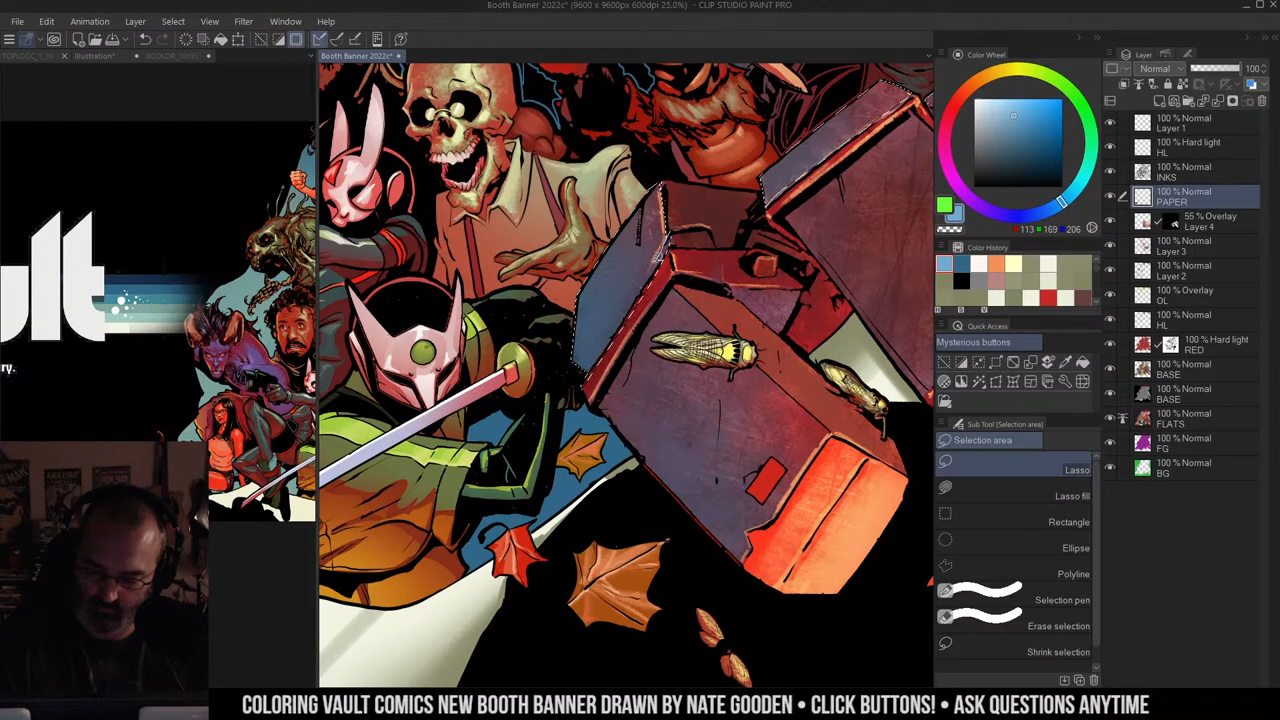 Booth Banner 2022c* (9600 x 9600px 600dpi 25.0%) - CLIP STUDIO PAINT PRO
File Edit Animation Layer Select View Filter Window Help
Illustration* Booth Banner 2022c*
Color Wheel
113 169 206
Color History
H S V
Quick Access
Mysterious buttons
Sub Tool [Selection area]
Selection area
Lasso
Lasso fill
Rectangle
Ellipse
Polyline
Selection pen
Erase selection
Shrink selection
Layer
Normal 100
100 % Normal
Layer 1
100 % Hard light
HL
100 % Normal
INKS
100 % Normal
PAPER
55 % Overlay
Layer 4
100 % Normal
Layer 3
100 % Normal
Layer 2
100 % Overlay
OL
100 % Normal
HL
100 % Hard light
RED
100 % Normal
BASE
100 % Normal
BASE
100 % Normal
FLATS
100 % Normal
FG
100 % Normal
BG
ult
ry.
COLORING VAULT COMICS NEW BOOTH BANNER DRAWN BY NATE GOODEN • CLICK BUTTONS! • ASK QUESTIONS ANYTIME